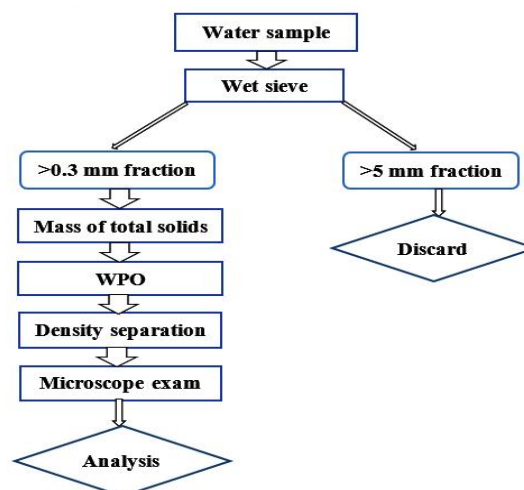 Water sample
Wet sieve
>0.3 mm fraction
>5 mm fraction
Mass of total solids
Discard
WPO
Density separation
Microscope exam
Analysis